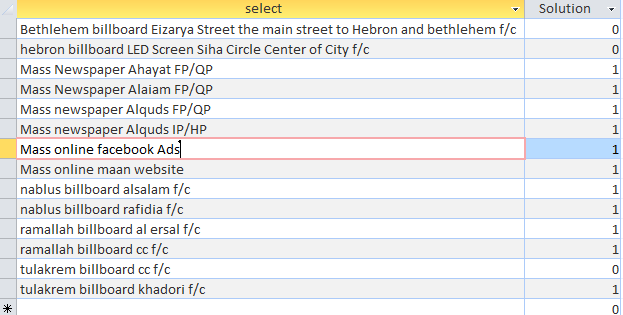 select Solution
Bethlehem billboard Eizarya Street the main street to Hebron and bethlehem f/c 0
hebron billboard LED Screen Siha Circle Center of City f/c 0
Mass Newspaper Ahayat FP/QP 1
Mass Newspaper Alaiam FP/QP 1
Mass newspaper Alquds FP/QP 1
Mass newspaper Alquds IP/HP 1
Mass online facebook Ads 1
Mass online maan website 1
nablus billboard alsalam f/c 1
nablus billboard rafidia f/c 1
ramallah billboard al ersal f/c 1
ramallah billboard cc f/c 1
tulakrem billboard cc f/c 0
tulakrem billboard khadori f/c 1
0